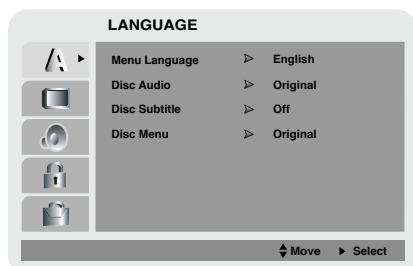 LANGUAGE
Menu Language English
Disc Audio Original
Disc Subtitle Off
Disc Menu Original
Move Select